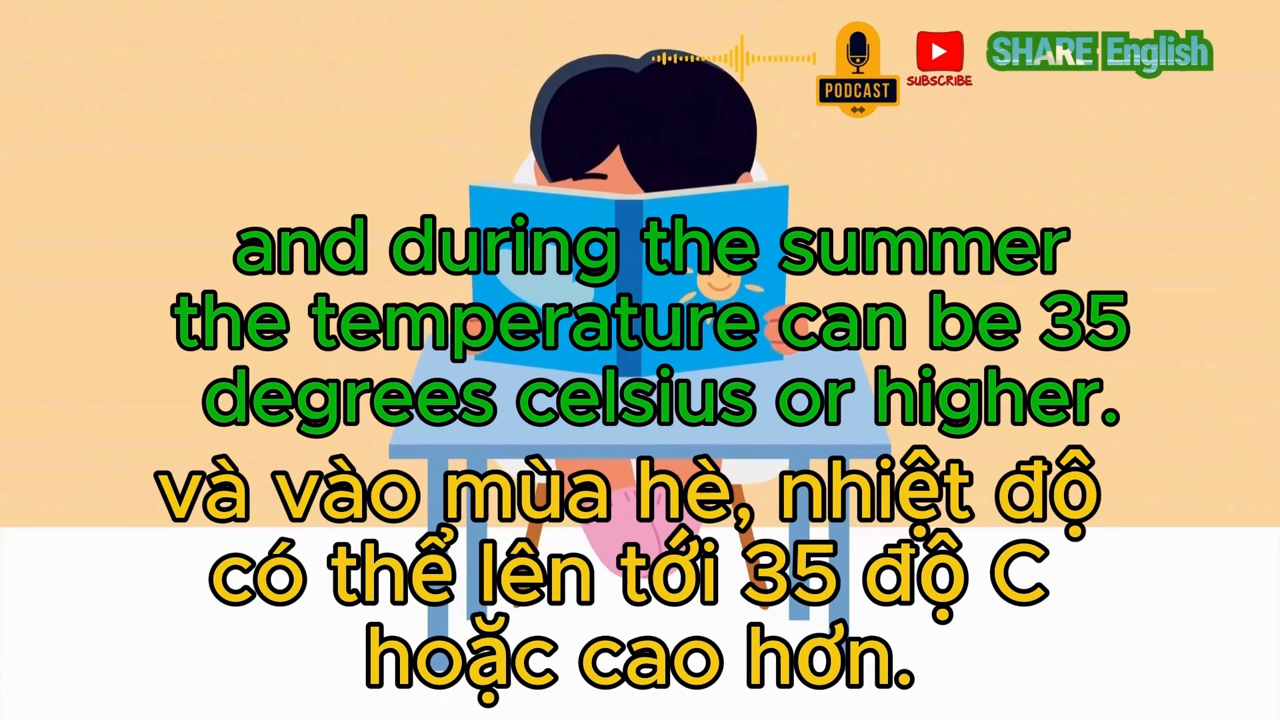 PODCAST
SUBSCRIBE
SHARE English
and during the summer
the temperature can be 35
degrees celsius or higher.
và vào mùa hè, nhiệt độ
có thể lên tới 35 độ C
hoặc cao hơn.